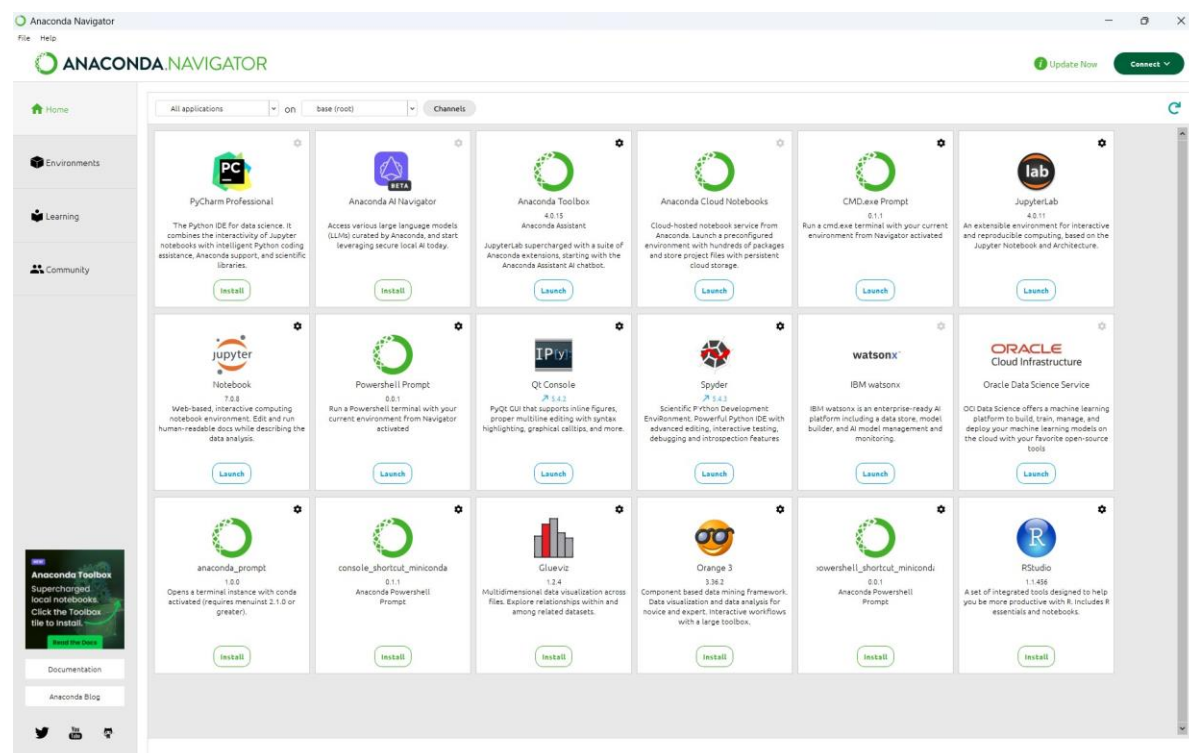 Anaconda Navigator
File Help
ANACONDA.NAVIGATOR
Update Now
Connect
Home
Environments
Learning
Community
All applications
on
base (root)
Channels
PC
PyCharm Professional
The Python IDE for data science. It
combines the interactivity of Jupyter
notebooks with intelligent Python coding
assistance, Anaconda support, and scientific
libraries.
Install
BETA
Anaconda AI Navigator
Access various large language models
(LLMs) curated by Anaconda, and start
leveraging secure local AI today.
Install
Anaconda Toolbox
4.0.15
Anaconda Assistant
JupyterLab supercharged with a suite of
Anaconda extensions, starting with the
Anaconda Assistant AI chatbot.
Launch
Anaconda Cloud Notebooks
Cloud-hosted notebook service from
Anaconda. Launch a preconfigured
environment with hundreds of packages
and store project files with persistent
cloud storage.
Launch
CMD.exe Prompt
0.1.1
Run a cmd.exe terminal with your current
environment from Navigator activated
Launch
lab
JupyterLab
4.0.11
An extensible environment for interactive
and reproducible computing, based on the
Jupyter Notebook and Architecture.
Launch
jupyter
Notebook
7.0.8
Web-based, interactive computing
notebook environment. Edit and run
human-readable docs while describing the
data analysis.
Launch
Powershell Prompt
0.0.1
Run a Powershell terminal with your
current environment from Navigator
activated
Launch
IP[y]:
Qt Console
5.4.2
PyQt GUI that supports inline figures,
proper multiline editing with syntax
highlighting, graphical calltips, and more.
Launch
Spyder
5.4.3
Scientific PYthon Development
EnviRonment. Powerful Python IDE with
advanced editing, interactive testing,
debugging and introspection features
Launch
watsonx
IBM watsonx
IBM watsonx is an enterprise-ready AI
platform including a data store, model
builder, and AI model management and
monitoring.
Launch
ORACLE
Cloud Infrastructure
Oracle Data Science Service
OCI Data Science offers a machine learning
platform to build, train, manage, and
deploy your machine learning models on
the cloud with your favorite open-source
tools
Launch
anaconda_prompt
1.0.0
Opens a terminal instance with conda
activated (requires menuinst 2.1.0 or
greater).
Install
console_shortcut_miniconda
0.1.1
Anaconda Powershell
Prompt
Install
Glueviz
1.2.4
Multidimensional data visualization across
files. Explore relationships within and
among related datasets.
Install
Orange 3
3.36.2
Component based data mining framework.
Data visualization and data analysis for
novice and expert. Interactive workflows
with a large toolbox.
Install
powershell_shortcut_miniconda
0.0.1
Anaconda Powershell
Prompt
Install
R
RStudio
1.1.456
A set of integrated tools designed to help
you be more productive with R. Includes R
essentials and notebooks.
Install
NEW
Anaconda Toolbox
Supercharged
local notebooks.
Click the Toolbox
tile to install.
Read the Docs
Documentation
Anaconda Blog
You
Tube